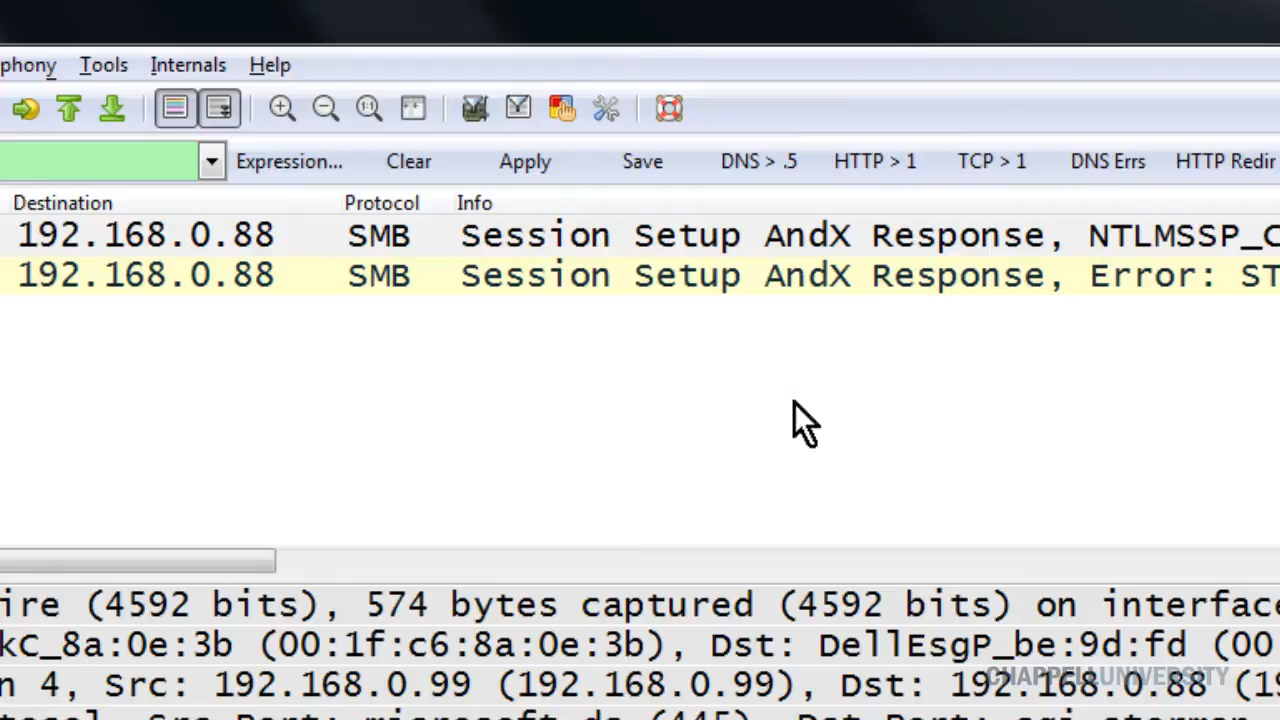 phony Tools Internals Help
Expression... Clear Apply Save DNS > .5 HTTP > 1 TCP > 1 DNS Errs HTTP Redir
Destination Protocol Info
192.168.0.88 SMB Session Setup AndX Response, NTLMSSP_C
192.168.0.88 SMB Session Setup AndX Response, Error: ST
ire (4592 bits), 574 bytes captured (4592 bits) on interface
kC_8a:0e:3b (00:1f:c6:8a:0e:3b), Dst: DellEsgP_be:9d:fd (00
CHAPPELLUNIVERSITY
n 4, Src: 192.168.0.99 (192.168.0.99), Dst: 192.168.0.88 (19